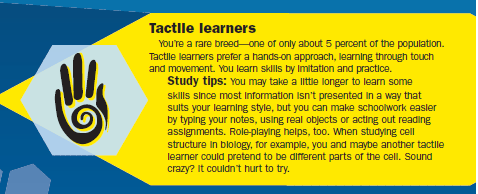 Tactile learners
You're a rare breed—one of only about 5 percent of the population.
Tactile learners prefer a hands-on approach, learning through touch
and movement. You learn skills by imitation and practice.
Study tips: You may take a little longer to learn some
skills since most information isn't presented in a way that
suits your learning style, but you can make schoolwork easier
by typing your notes, using real objects or acting out reading
assignments. Role-playing helps, too. When studying cell
structure in biology, for example, you and maybe another tactile
learner could pretend to be different parts of the cell. Sound
crazy? It couldn't hurt to try.